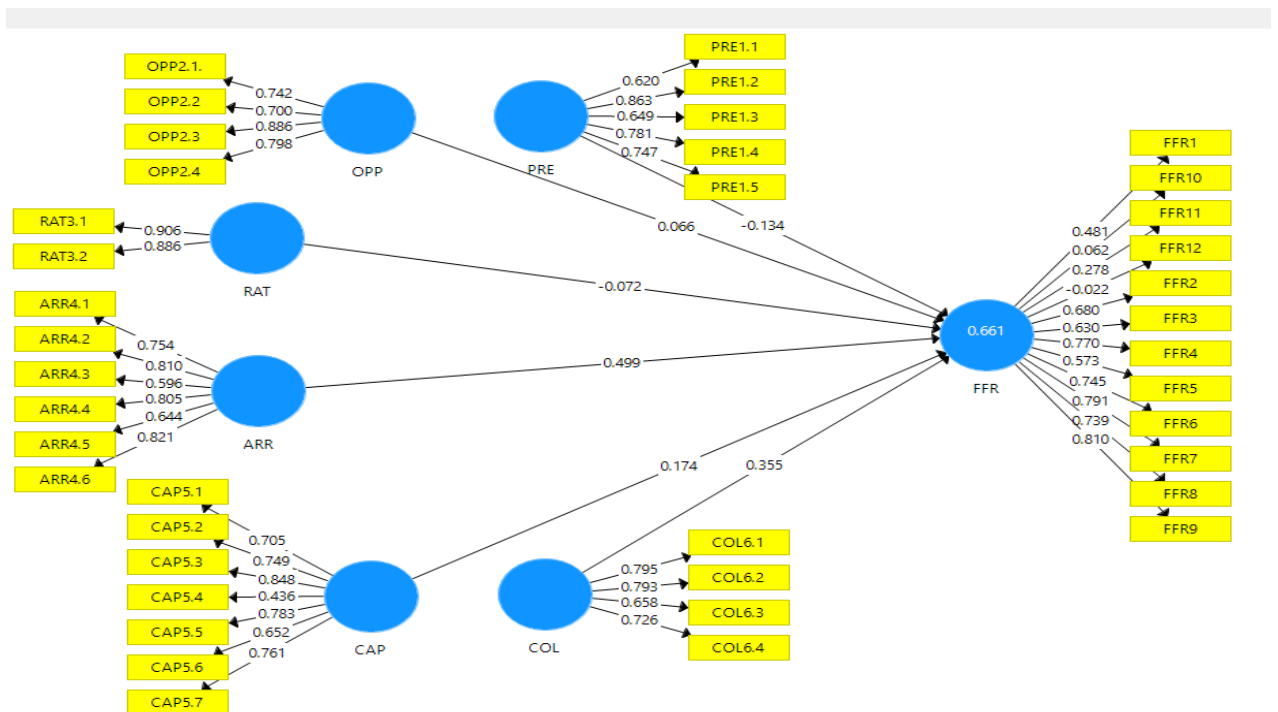 OPP2.1.
OPP2.2
OPP2.3
OPP2.4
0.742
0.700
0.886
0.798
OPP
PRE
0.620
0.863
0.649
0.781
0.747
PRE1.1
PRE1.2
PRE1.3
PRE1.4
PRE1.5
RAT3.1
RAT3.2
0.906
0.886
RAT
0.066
-0.134
-0.072
ARR4.1
ARR4.2
ARR4.3
ARR4.4
ARR4.5
ARR4.6
0.754
0.810
0.596
0.805
0.644
0.821
ARR
0.499
0.661
FFR
0.481
0.062
0.278
-0.022
0.680
0.630
0.770
0.573
0.745
0.791
0.739
0.810
FFR1
FFR10
FFR11
FFR12
FFR2
FFR3
FFR4
FFR5
FFR6
FFR7
FFR8
FFR9
CAP5.1
CAP5.2
CAP5.3
CAP5.4
CAP5.5
CAP5.6
CAP5.7
0.705
0.749
0.848
0.436
0.783
0.652
0.761
CAP
0.174
0.355
COL
0.795
0.793
0.658
0.726
COL6.1
COL6.2
COL6.3
COL6.4